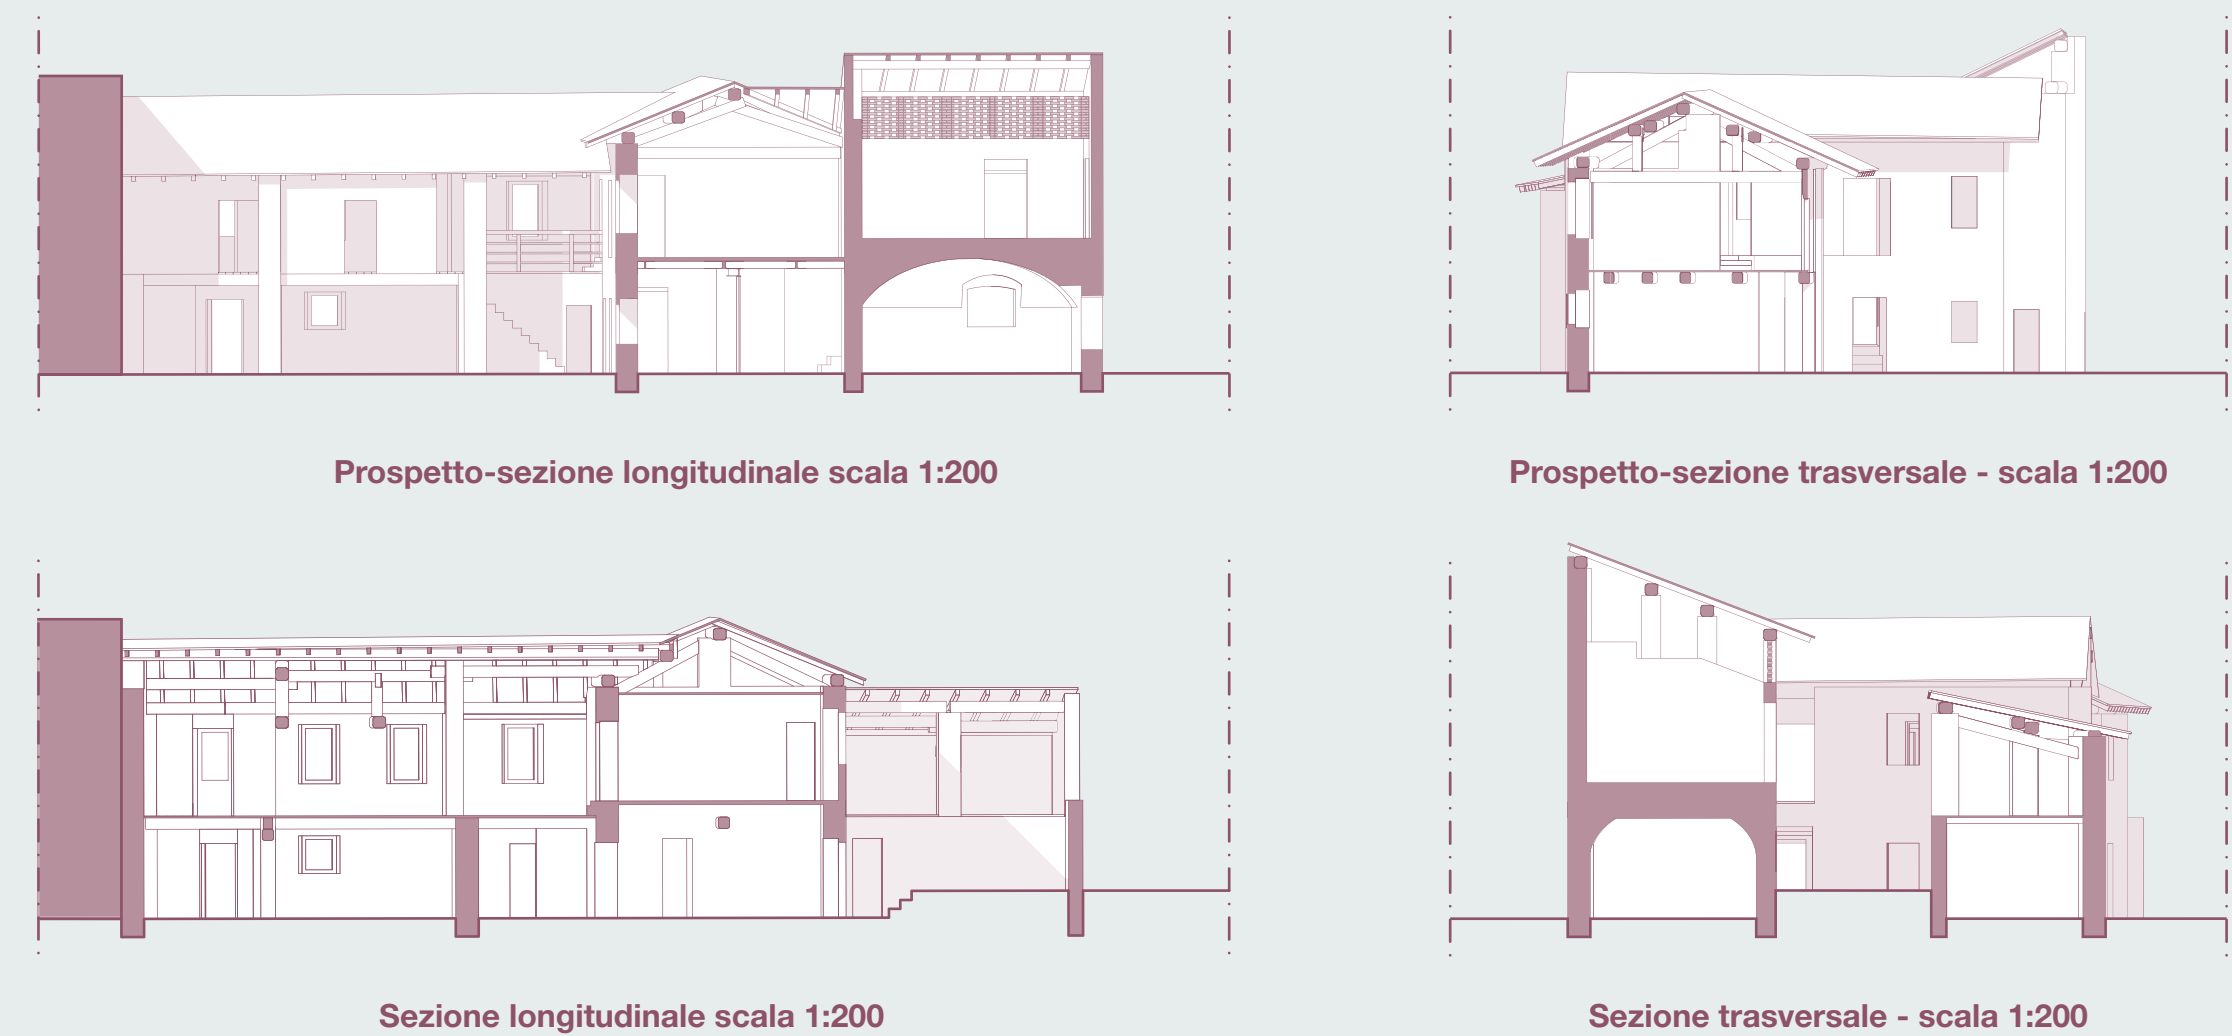 Prospetto-sezione longitudinale scala 1:200
Prospetto-sezione trasversale - scala 1:200
Sezione longitudinale scala 1:200
Sezione trasversale - scala 1:200